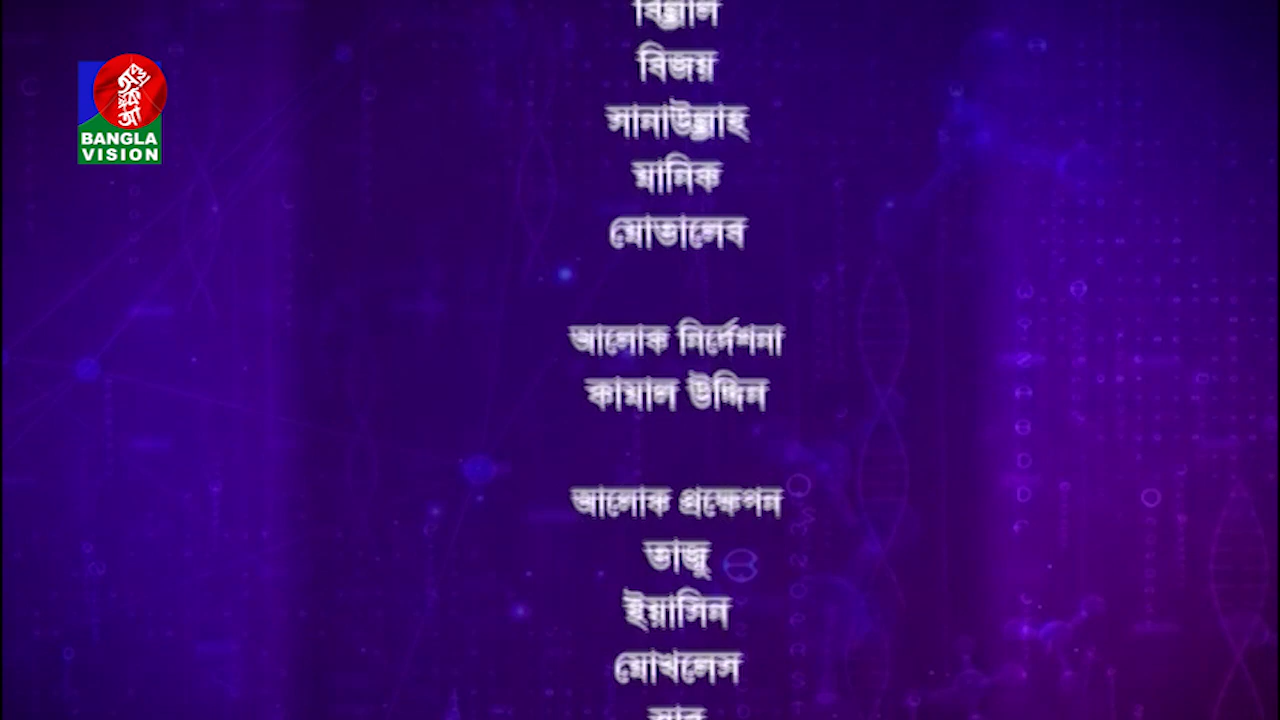 BANGLA
VISION
বিল্লাল
বিজয়
সানাউল্লাহ
মানিক
মোতালেব
আলোক নির্দেশনা
কামাল উদ্দিন
আলোক প্রক্ষেপন
তাজু
ইয়াসিন
মোখলেস